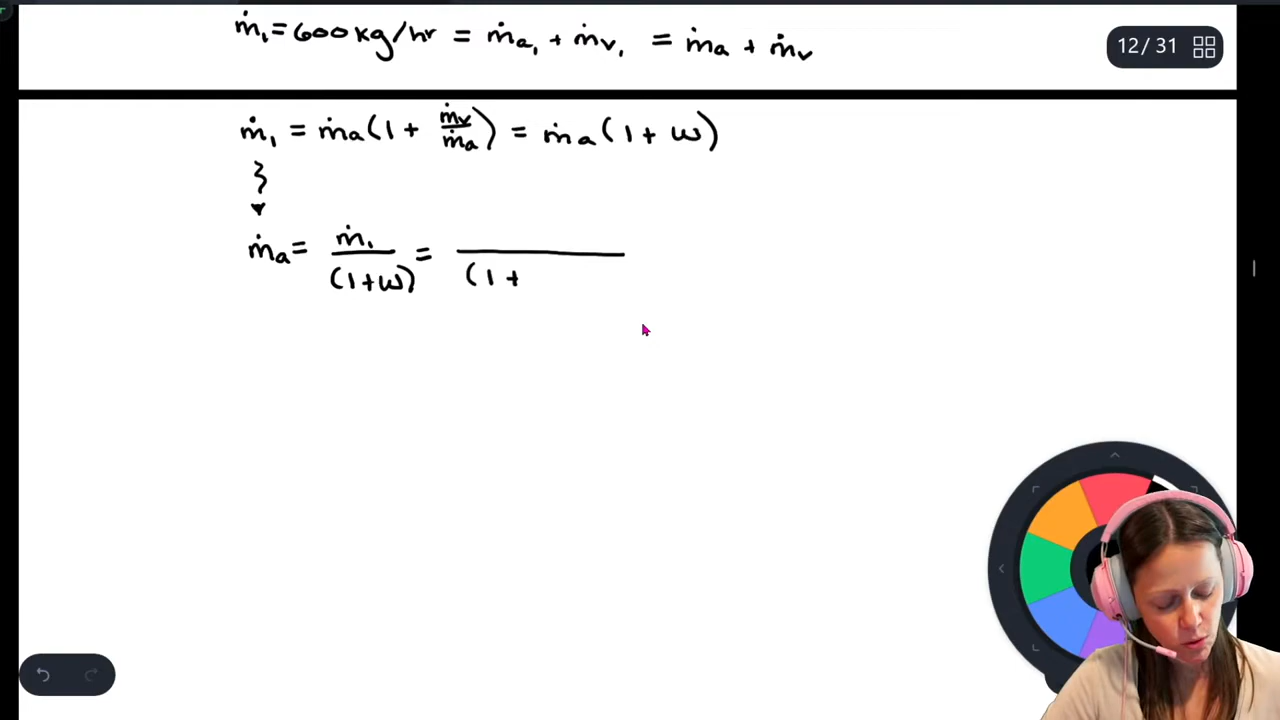 ṁ₁ = 600 kg/hr = ṁa₁ + ṁv₁ = ṁa + ṁv
12 / 31
ṁ₁ = ṁa(1 + ṁv/ṁa) = ṁa(1 + ω)
ṁa = ṁ₁/(1+ω) = /(1 +